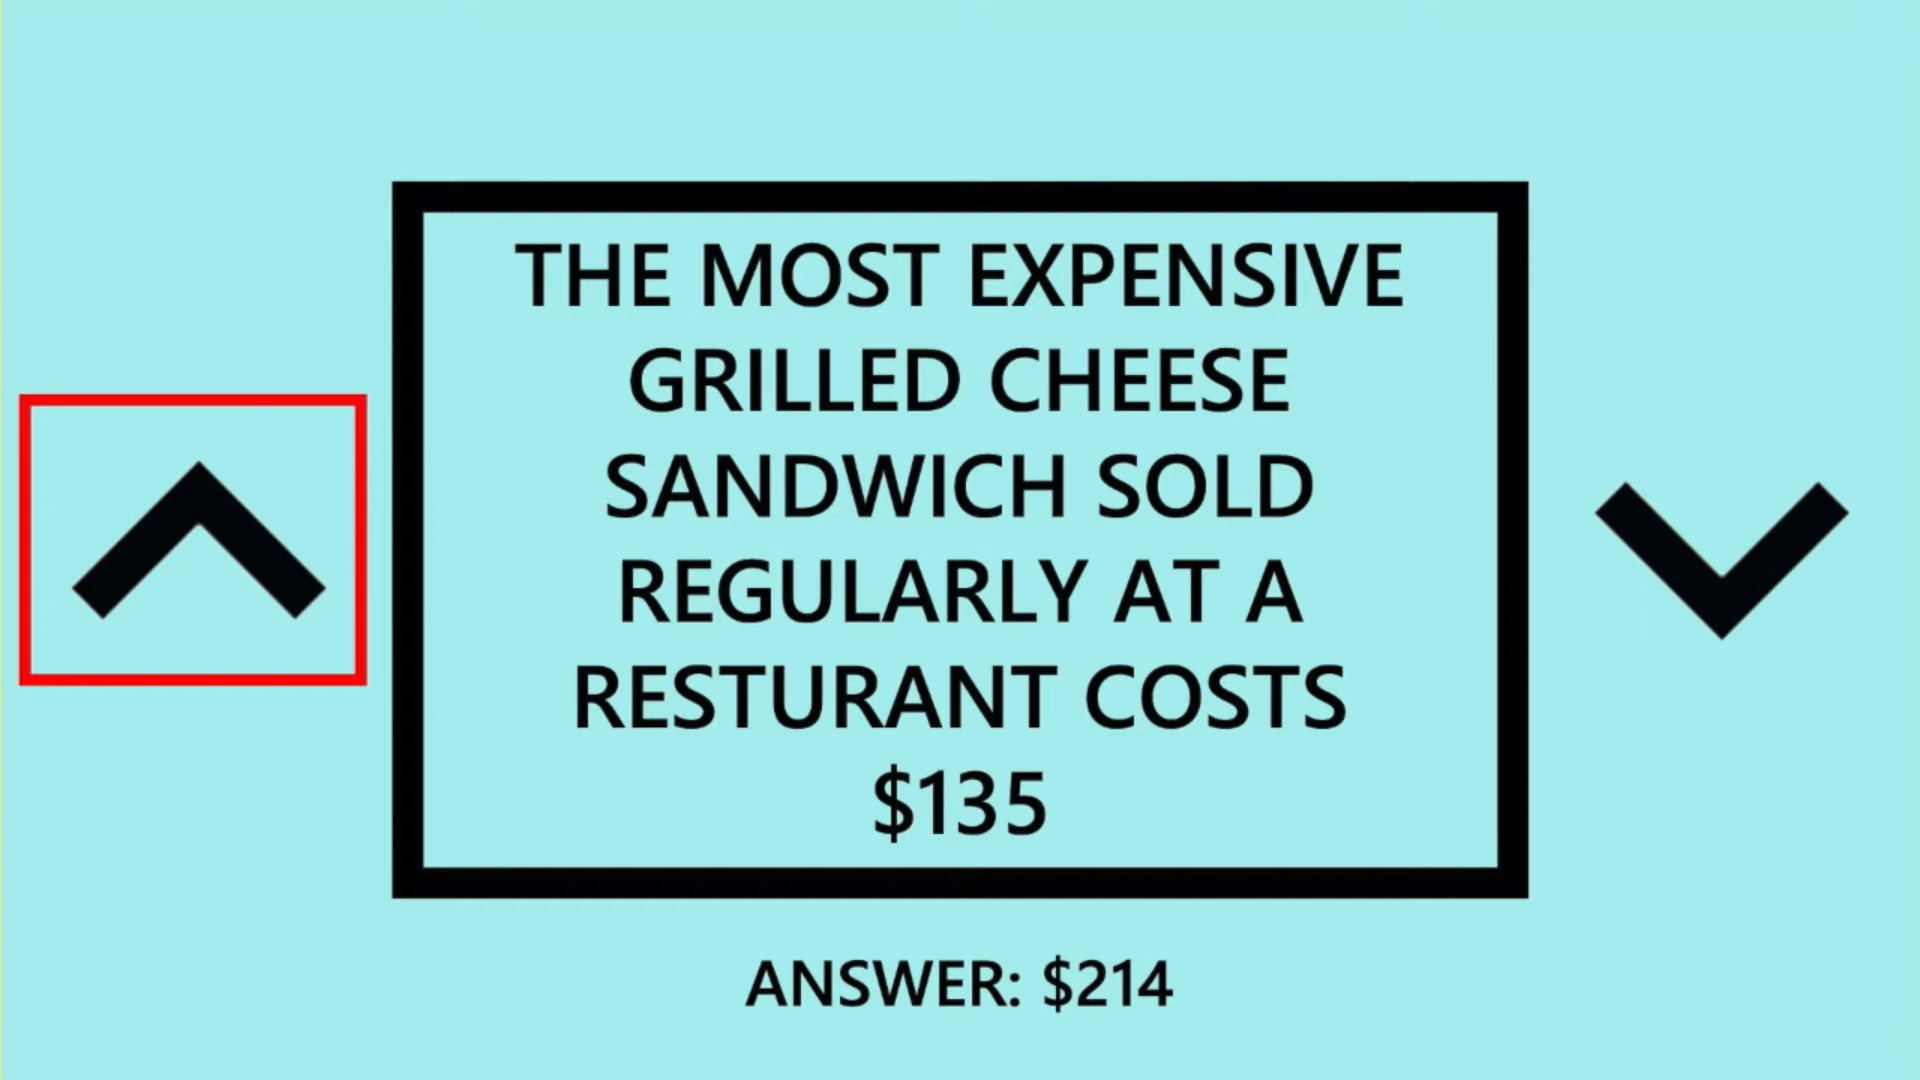 THE MOST EXPENSIVE
GRILLED CHEESE
SANDWICH SOLD
REGULARLY AT A
RESTURANT COSTS
$135
ANSWER: $214